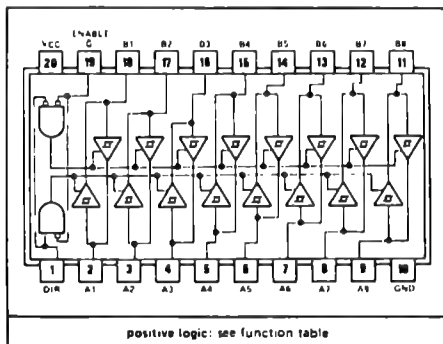 ENABLE
VCC G B1 B2 B3 B4 B5 B6 B7 B8
20 19 18 17 16 15 14 13 12 11
1 2 3 4 5 6 7 8 9 10
DIR A1 A2 A3 A4 A5 A6 A7 A8 GND
positive logic: see function table